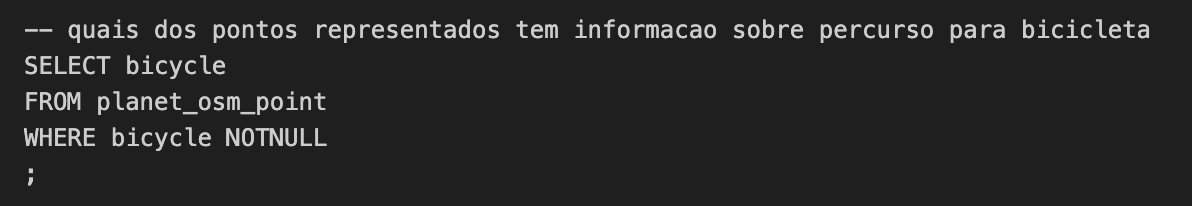 -- quais dos pontos representados tem informacao sobre percurso para bicicleta
SELECT bicycle
FROM planet_osm_point
WHERE bicycle NOTNULL
;